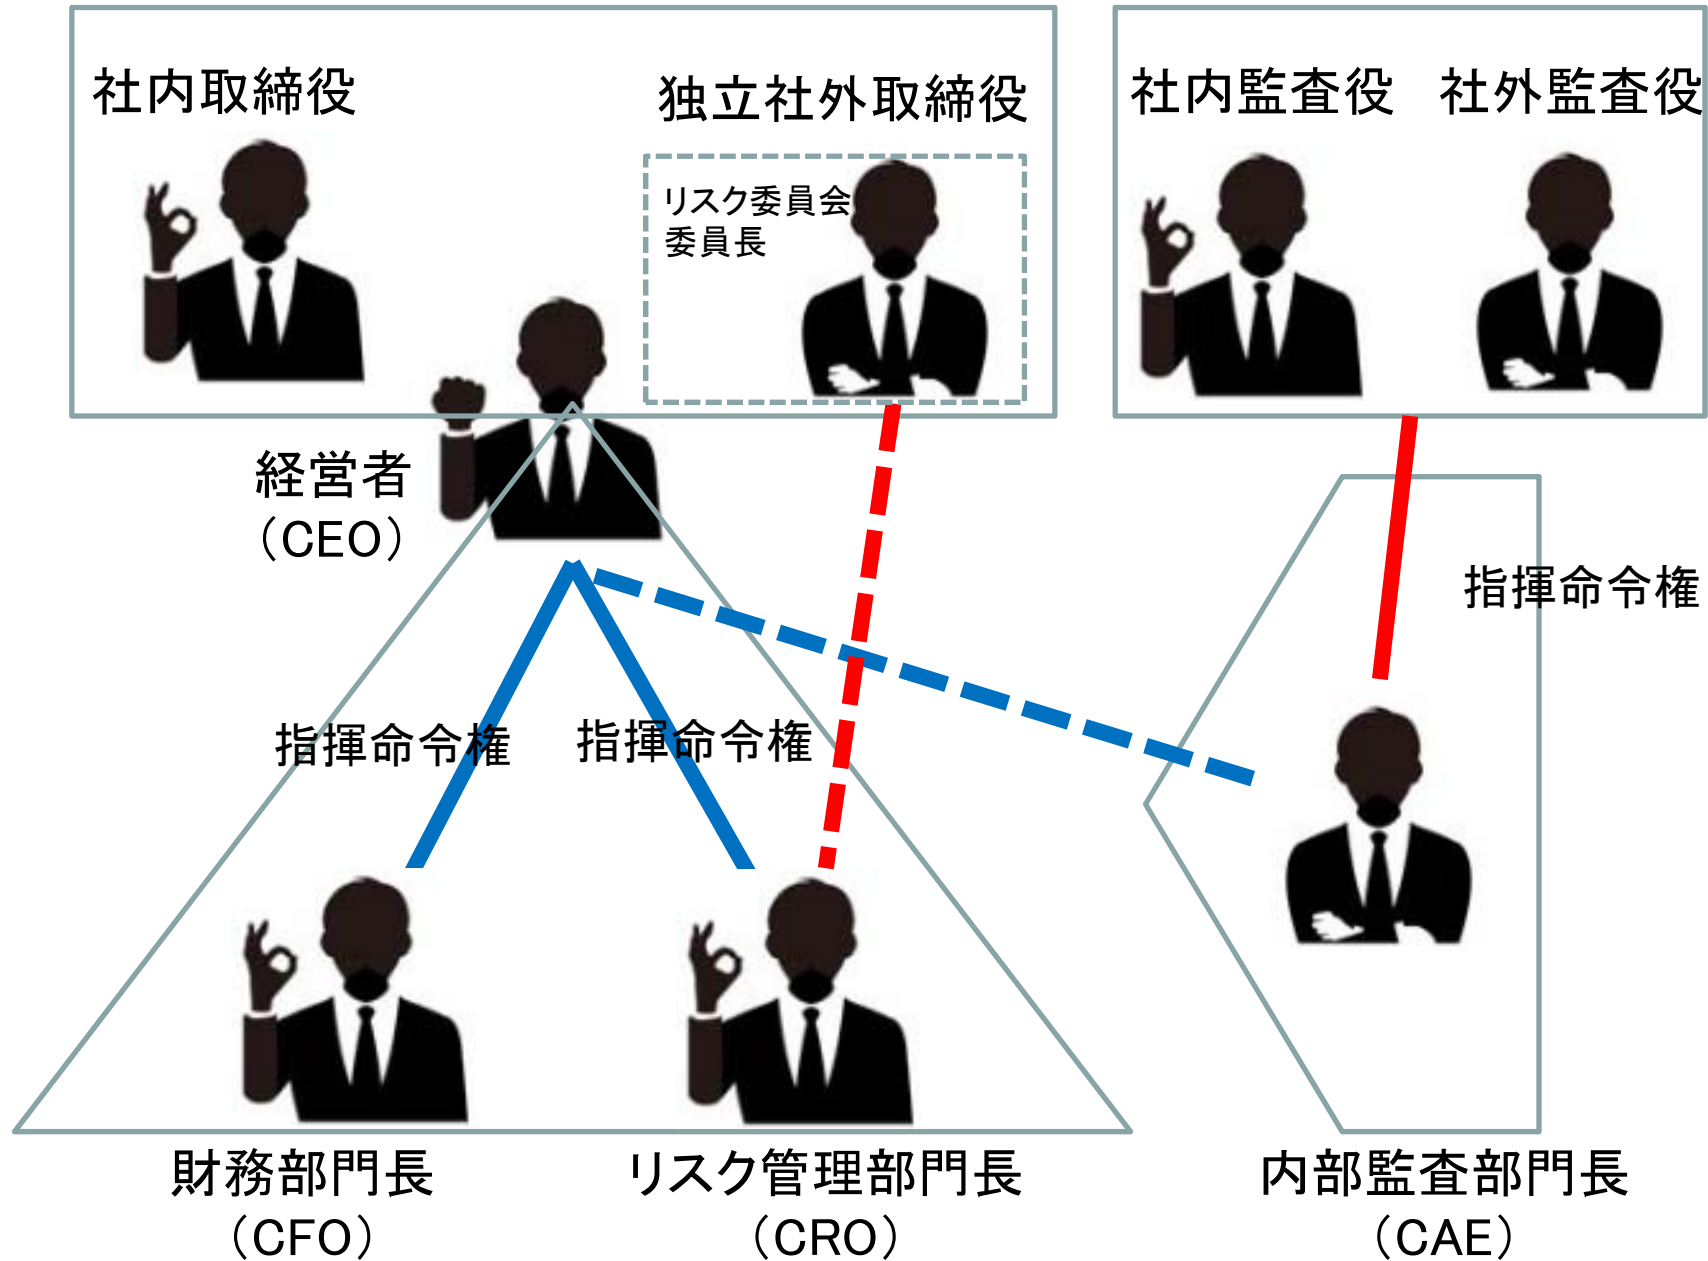 社内取締役
独立社外取締役
社内監査役
社外監査役
リスク委員会
委員長
経営者
（CEO）
指揮命令権
指揮命令権
指揮命令権
財務部門長
（CFO）
リスク管理部門長
（CRO）
内部監査部門長
（CAE）